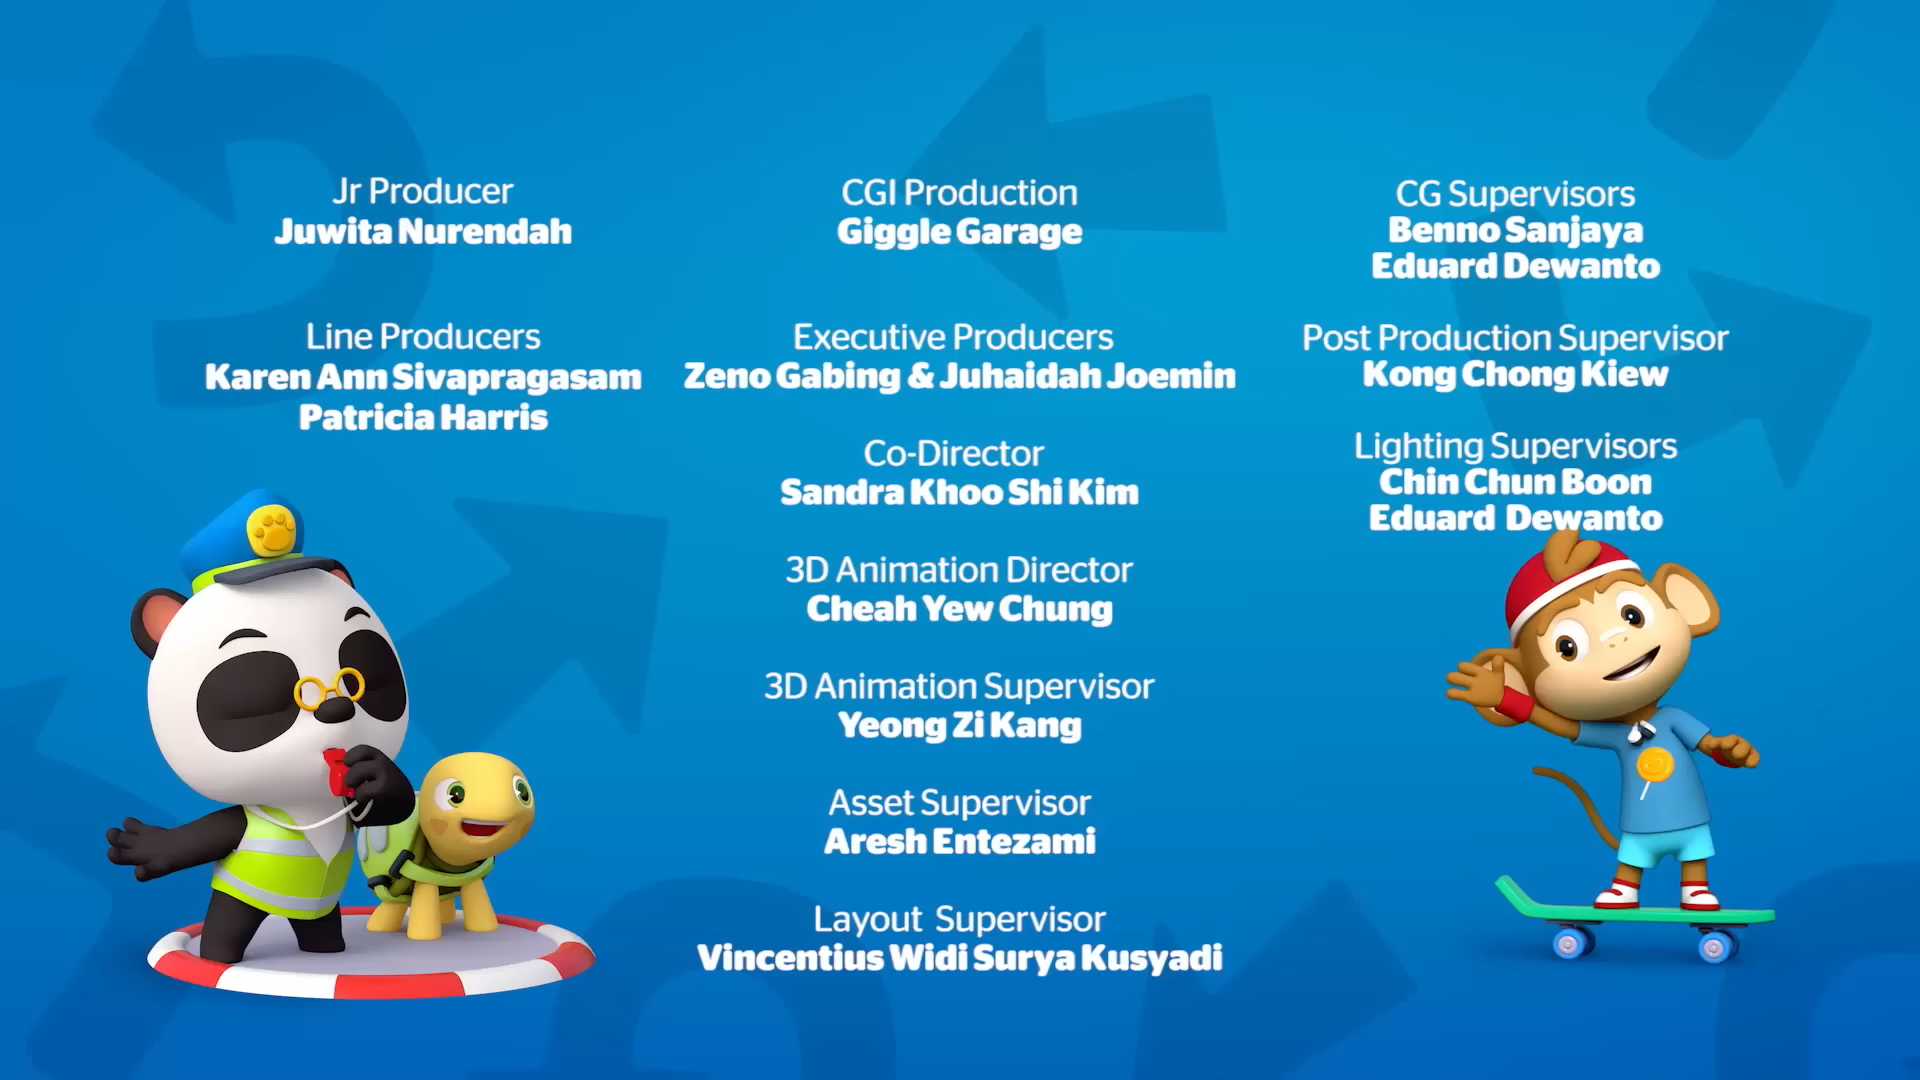 Jr Producer
Juwita Nurendah
Line Producers
Karen Ann Sivapragasam
Patricia Harris
CGI Production
Giggle Garage
Executive Producers
Zeno Gabing & Juhaidah Joemin
Co-Director
Sandra Khoo Shi Kim
3D Animation Director
Cheah Yew Chung
3D Animation Supervisor
Yeong Zi Kang
Asset Supervisor
Aresh Entezami
Layout Supervisor
Vincentius Widi Surya Kusyadi
CG Supervisors
Benno Sanjaya
Eduard Dewanto
Post Production Supervisor
Kong Chong Kiew
Lighting Supervisors
Chin Chun Boon
Eduard Dewanto